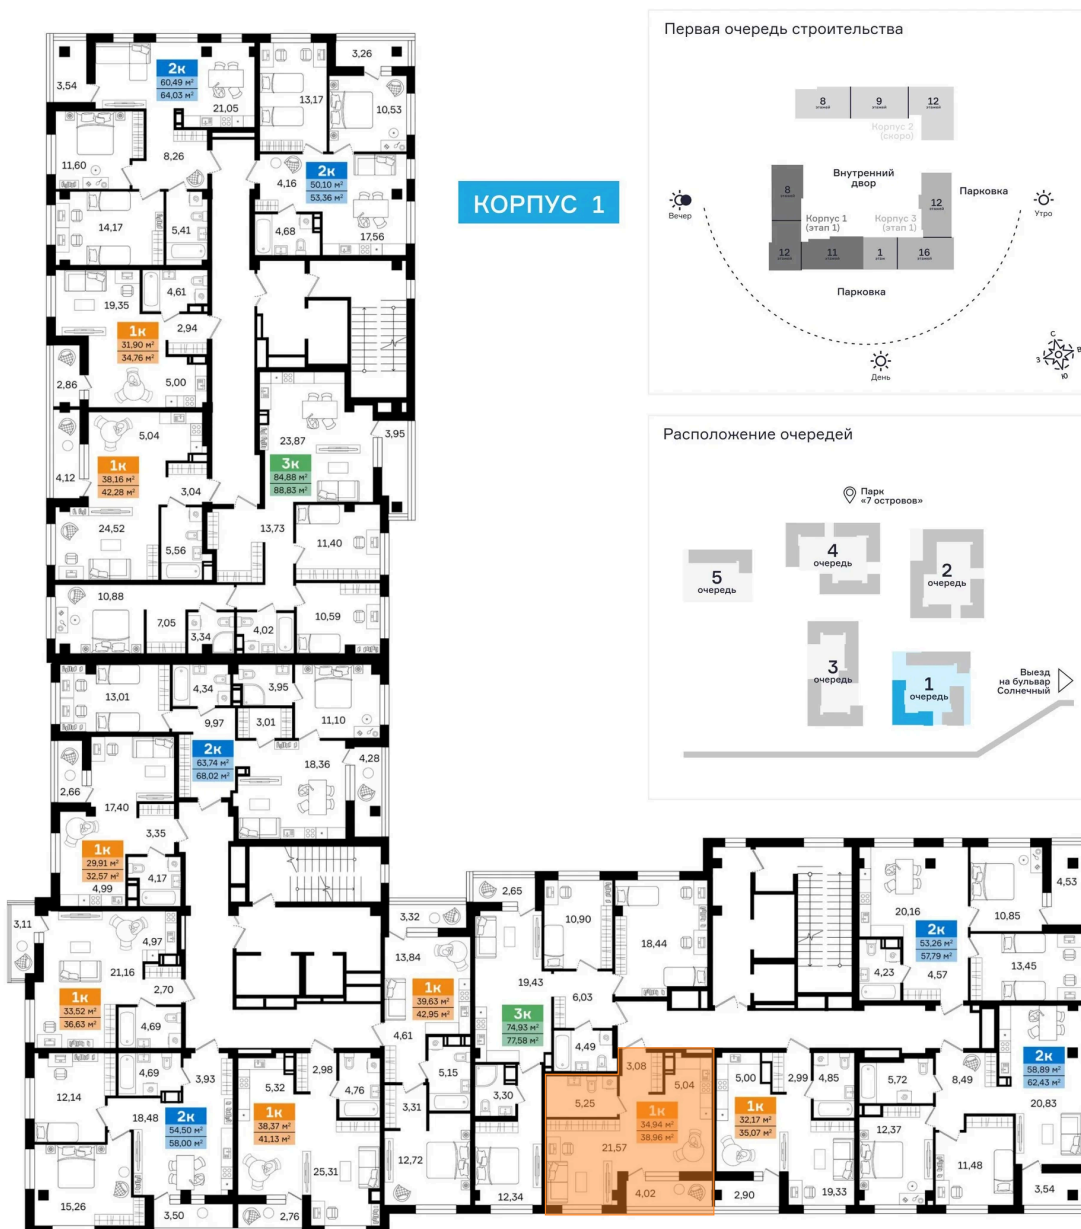 3,54
2к
60,49 м²
64,03 м²
21,05
13,17
3,26
10,53
11,60
8,26
4,16
2к
50,10 м²
53,36 м²
14,17
5,41
4,68
17,56
19,35
4,61
1к
31,90 м²
34,76 м²
2,94
2,86
5,00
5,04
1к
38,16 м²
42,28 м²
4,12
3,04
24,52
5,56
23,87
3к
84,88 м²
88,83 м²
3,95
13,73
11,40
10,88
7,05
3,34
4,02
10,59
13,01
4,34
3,95
11,10
9,97
3,01
2к
63,74 м²
68,02 м²
18,36
4,28
2,66
17,40
3,35
1к
29,91 м²
32,57 м²
4,99
4,17
3,11
4,97
21,16
2,70
1к
33,52 м²
36,63 м²
4,69
12,14
4,69
3,93
18,48
2к
54,50 м²
58,00 м²
15,26
3,50
5,32
2,98
4,76
1к
38,37 м²
41,13 м²
25,31
2,76
3,32
13,84
1к
39,63 м²
42,95 м²
4,61
5,15
3,31
12,72
2,65
10,90
18,44
19,43
6,03
3к
74,93 м²
77,58 м²
4,49
3,30
12,34
3,08
5,04
5,25
1к
34,94 м²
38,96 м²
21,57
4,02
5,00
2,99
4,85
1к
32,17 м²
35,07 м²
2,90
19,33
20,16
2к
53,26 м²
57,79 м²
10,85
4,53
4,23
4,57
13,45
5,72
8,49
2к
58,89 м²
62,43 м²
20,83
12,37
11,48
3,54
КОРПУС 1
Первая очередь строительства
8
этажей
9
этажей
12
этажей
Корпус 2
(скоро)
Внутренний
двор
8
этажей
12
этажей
Парковка
Вечер
Утро
Корпус 1
(этап 1)
Корпус 3
(этап 1)
12
этажей
11
этажей
1
этаж
16
этажей
Парковка
День
С
З
В
Ю
Расположение очередей
Парк
«7 островов»
4
очередь
5
очередь
2
очередь
3
очередь
1
очередь
Выезд
на бульвар
Солнечный